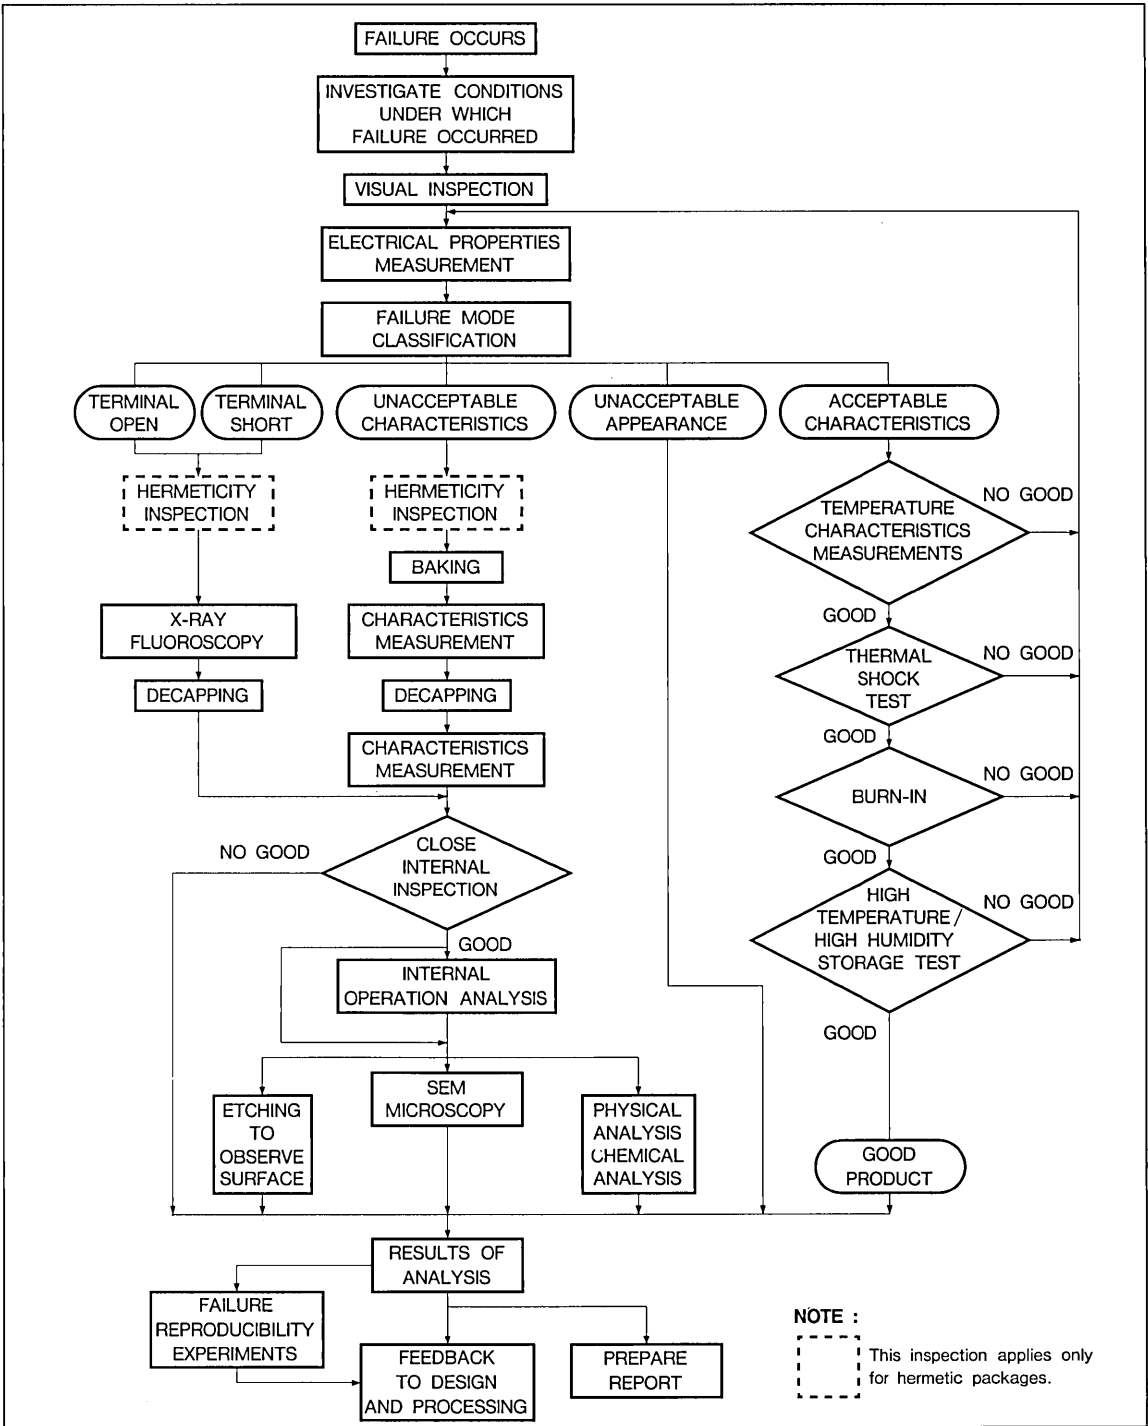 FAILURE OCCURS
INVESTIGATE CONDITIONS
UNDER WHICH
FAILURE OCCURRED
VISUAL INSPECTION
ELECTRICAL PROPERTIES
MEASUREMENT
FAILURE MODE
CLASSIFICATION
TERMINAL
OPEN
TERMINAL
SHORT
UNACCEPTABLE
CHARACTERISTICS
UNACCEPTABLE
APPEARANCE
ACCEPTABLE
CHARACTERISTICS
HERMETICITY
INSPECTION
HERMETICITY
INSPECTION
TEMPERATURE
CHARACTERISTICS
MEASUREMENTS
NO GOOD
BAKING
GOOD
X-RAY
FLUOROSCOPY
CHARACTERISTICS
MEASUREMENT
THERMAL
SHOCK
TEST
NO GOOD
DECAPPING
DECAPPING
GOOD
CHARACTERISTICS
MEASUREMENT
BURN-IN
NO GOOD
GOOD
NO GOOD
CLOSE
INTERNAL
INSPECTION
HIGH
TEMPERATURE/
HIGH HUMIDITY
STORAGE TEST
NO GOOD
GOOD
INTERNAL
OPERATION ANALYSIS
GOOD
ETCHING
TO
OBSERVE
SURFACE
SEM
MICROSCOPY
PHYSICAL
ANALYSIS
CHEMICAL
ANALYSIS
GOOD
PRODUCT
RESULTS OF
ANALYSIS
FAILURE
REPRODUCIBILITY
EXPERIMENTS
FEEDBACK
TO DESIGN
AND PROCESSING
PREPARE
REPORT
NOTE :
This inspection applies only
for hermetic packages.